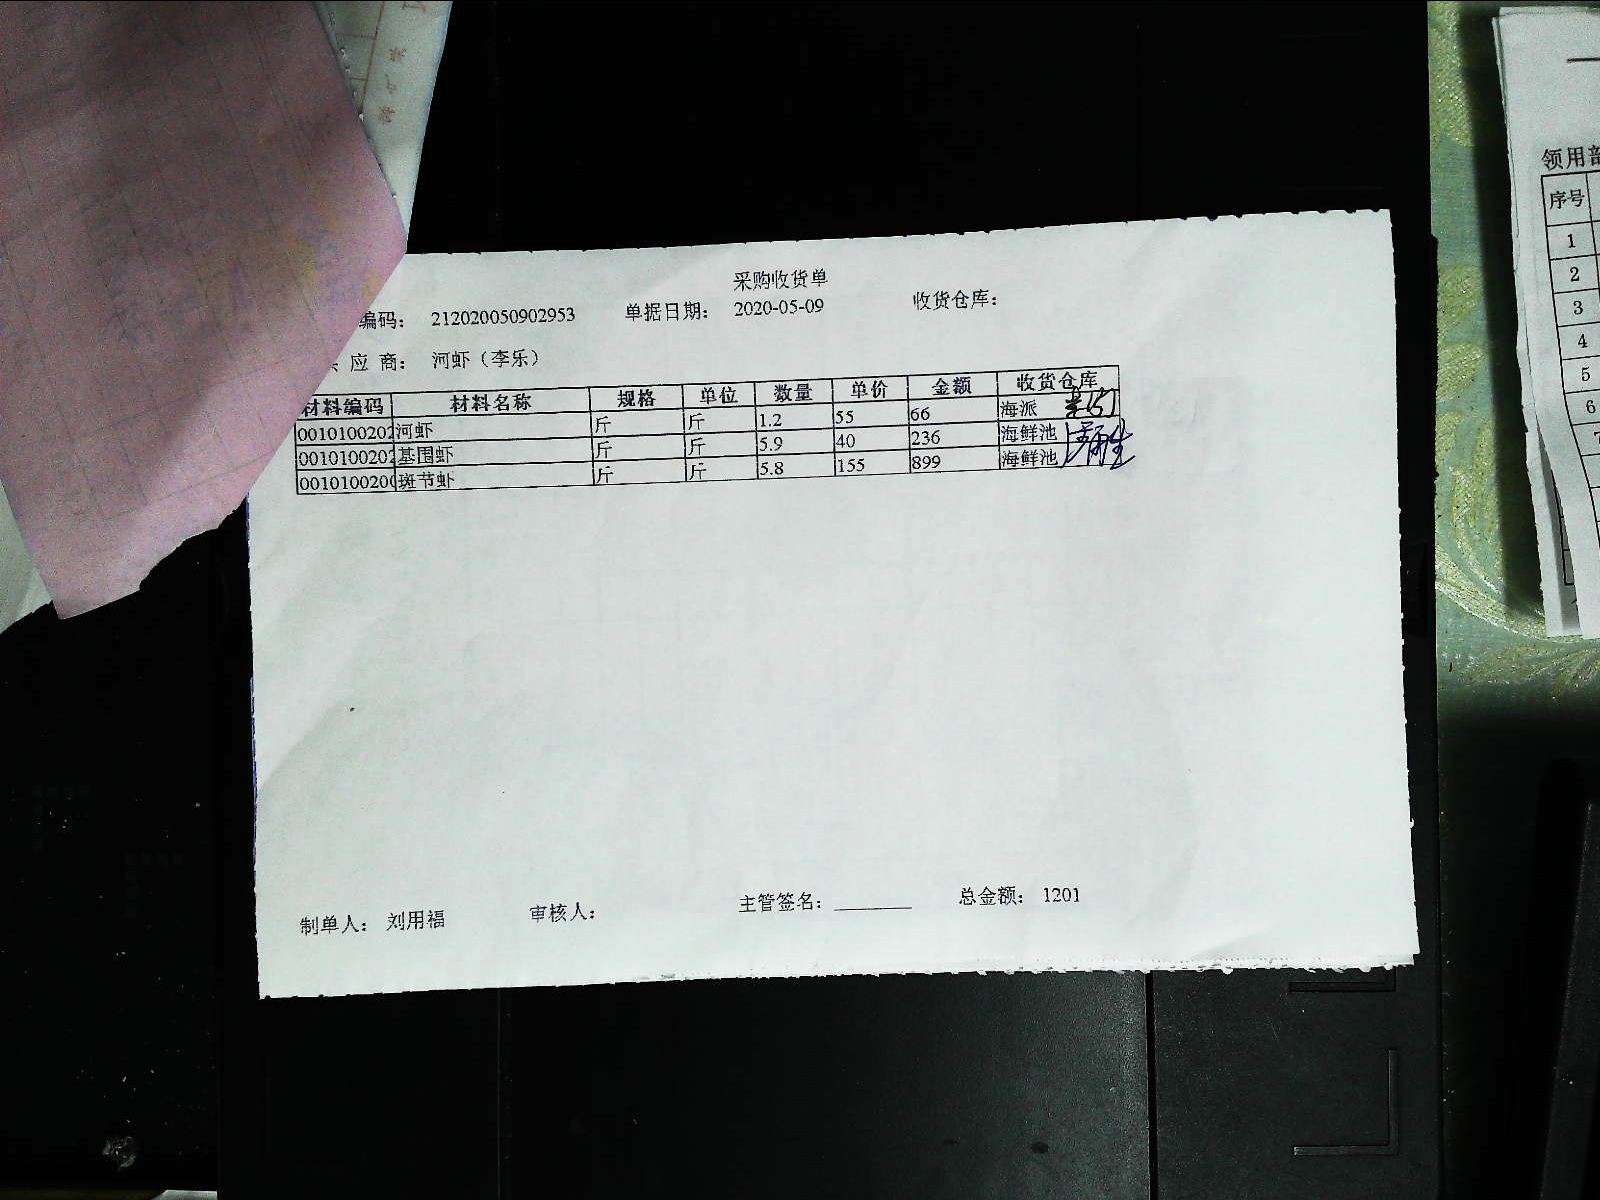 采购收货单
编码： 212020050902953 单据日期： 2020-05-09 收货仓库：
应 商： 河虾（李乐）
材料编码 材料名称 规格 单位 数量 单价 金额 收货仓库
0010100202 河虾 斤 斤 1.2 55 66 海派
0010100202 基围虾 斤 斤 5.9 40 236 海鲜池
0010100200 斑节虾 斤 斤 5.8 155 899 海鲜池
制单人： 刘用福 审核人： 主管签名： 总金额： 1201
领用部
序号
1
2
3
4
5
6
7